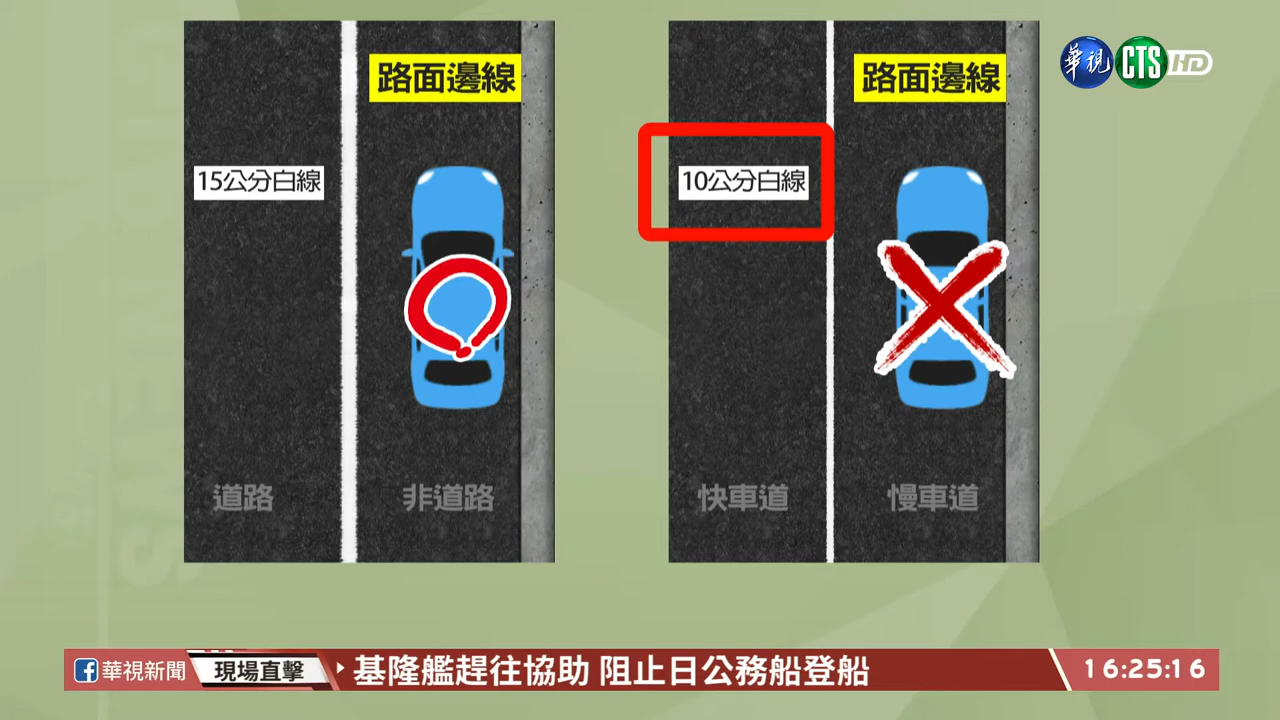 路面邊線
15公分白線
道路
非道路
路面邊線
10公分白線
快車道
慢車道
華視 CTS HD
華視新聞 現場直擊 基隆艦趕往協助 阻止日公務船登船 16:25:16